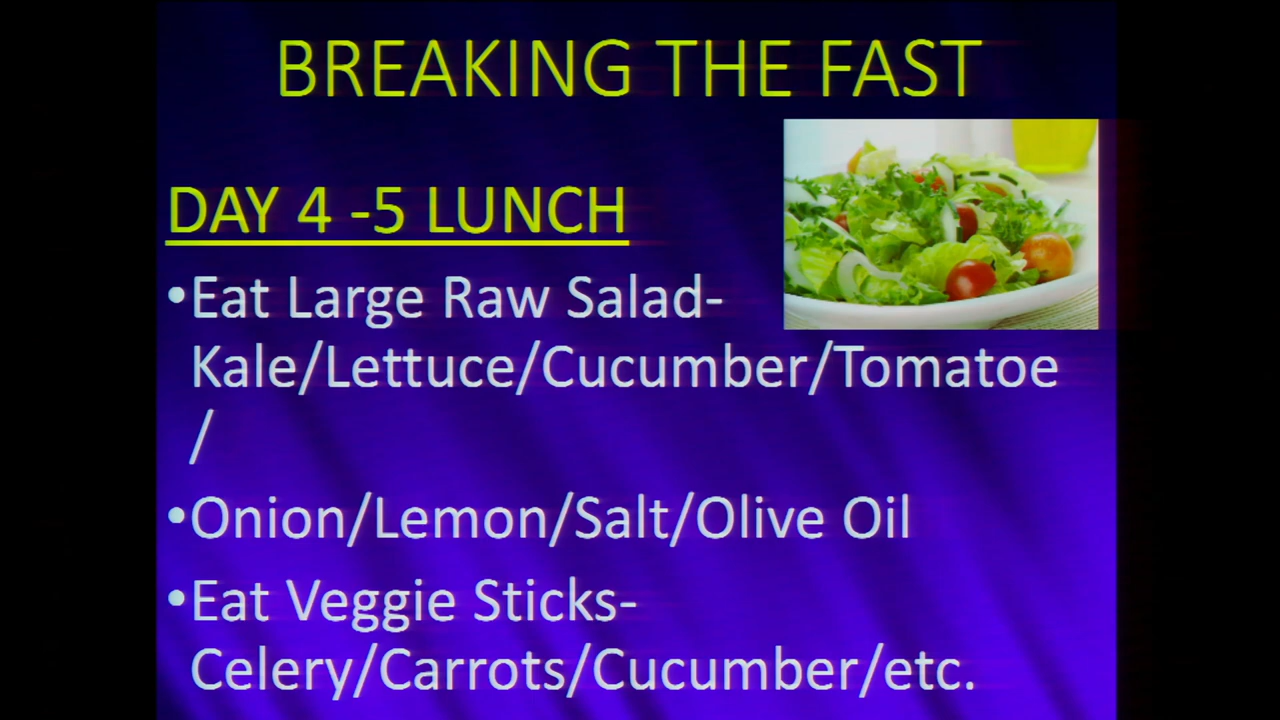 BREAKING THE FAST
DAY 4 -5 LUNCH
•Eat Large Raw Salad-
Kale/Lettuce/Cucumber/Tomatoe
/
•Onion/Lemon/Salt/Olive Oil
•Eat Veggie Sticks-
Celery/Carrots/Cucumber/etc.